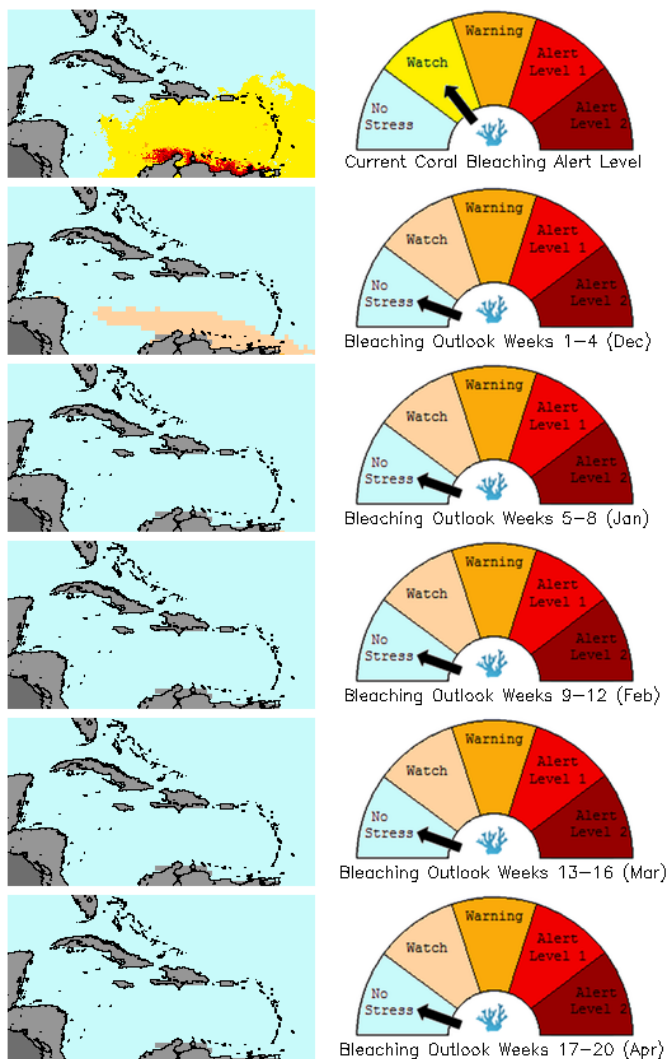 Warning
Watch
Alert
Level 1
No
Stress
Alert
Level 2
Current Coral Bleaching Alert Level
Warning
Watch
Alert
Level 1
No
Stress
Alert
Level 2
Bleaching Outlook Weeks 1-4 (Dec)
Warning
Watch
Alert
Level 1
No
Stress
Alert
Level 2
Bleaching Outlook Weeks 5-8 (Jan)
Warning
Watch
Alert
Level 1
No
Stress
Alert
Level 2
Bleaching Outlook Weeks 9-12 (Feb)
Warning
Watch
Alert
Level 1
No
Stress
Alert
Level 2
Bleaching Outlook Weeks 13-16 (Mar)
Warning
Watch
Alert
Level 1
No
Stress
Alert
Level 2
Bleaching Outlook Weeks 17-20 (Apr)